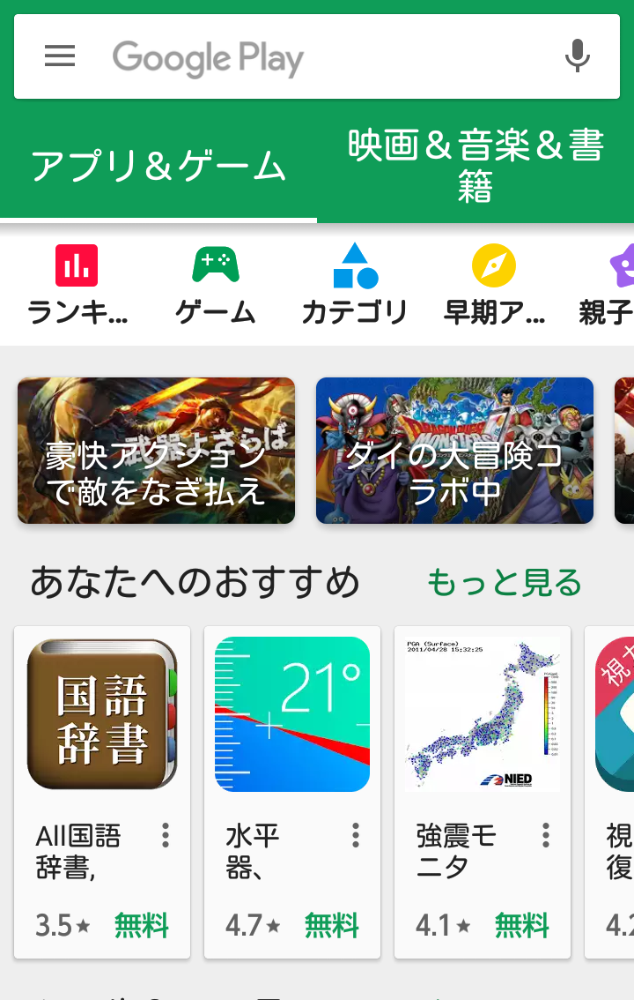 Google Play
アプリ＆ゲーム
映画＆音楽＆書
籍
ランキ...
ゲーム
カテゴリ
早期ア...
親子
武器よさらば
豪快アクション
で敵をなぎ払え
DRAGON QUEST
MONSTERS
ダイの大冒険コ
ラボ中
あなたへのおすすめ
もっと見る
国語
辞書
21°
PGA (Surface)
2011/04/28 15:32:25
NIED
視力
All国語
辞書,
水平
器、
強震モ
ニタ
視
復
3.5★ 無料
4.7★ 無料
4.1★ 無料
4.2